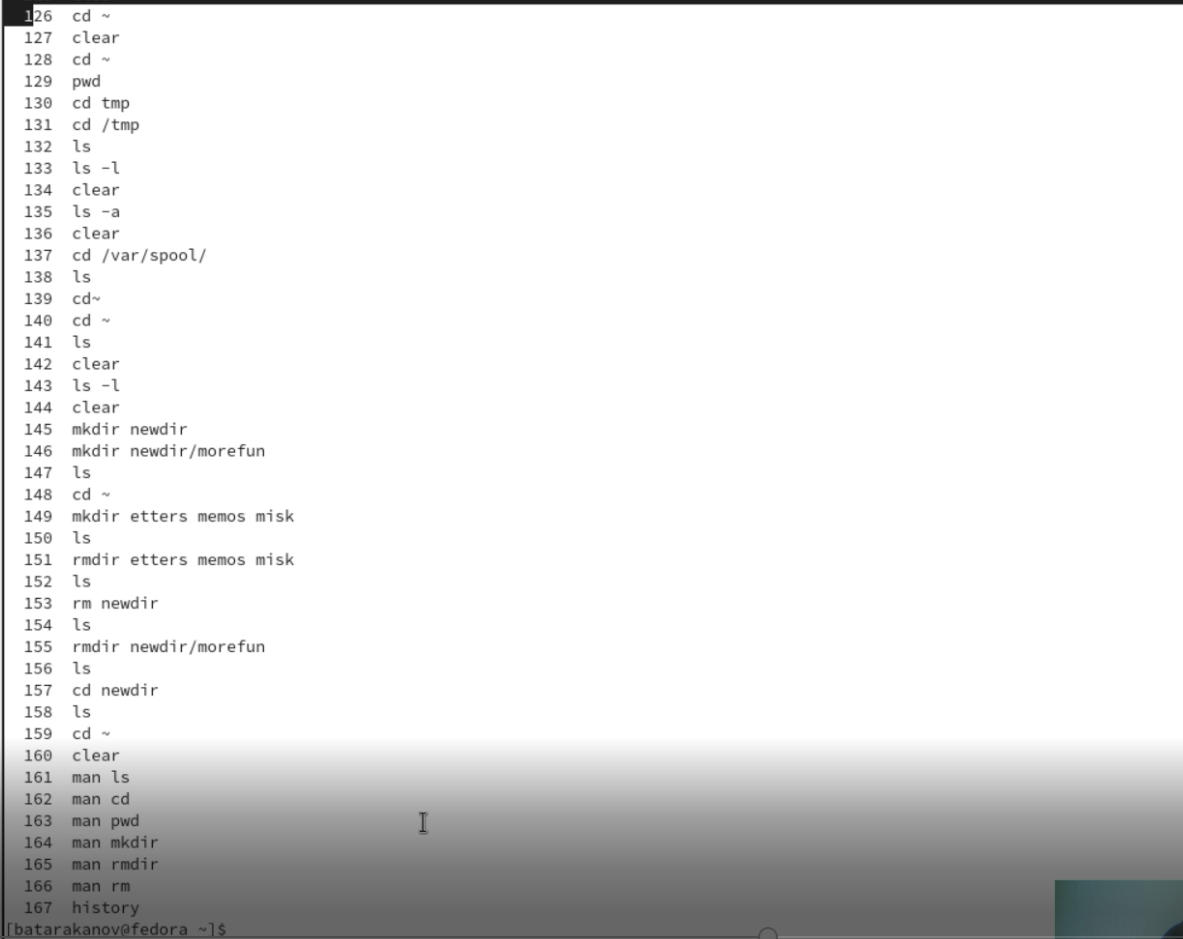 126 cd ~
127 clear
128 cd ~
129 pwd
130 cd tmp
131 cd /tmp
132 ls
133 ls -l
134 clear
135 ls -a
136 clear
137 cd /var/spool/
138 ls
139 cd~
140 cd ~
141 ls
142 clear
143 ls -l
144 clear
145 mkdir newdir
146 mkdir newdir/morefun
147 ls
148 cd ~
149 mkdir etters memos misk
150 ls
151 rmdir etters memos misk
152 ls
153 rm newdir
154 ls
155 rmdir newdir/morefun
156 ls
157 cd newdir
158 ls
159 cd ~
160 clear
161 man ls
162 man cd
163 man pwd
164 man mkdir
165 man rmdir
166 man rm
167 history
[batarakanov@fedora ~]$